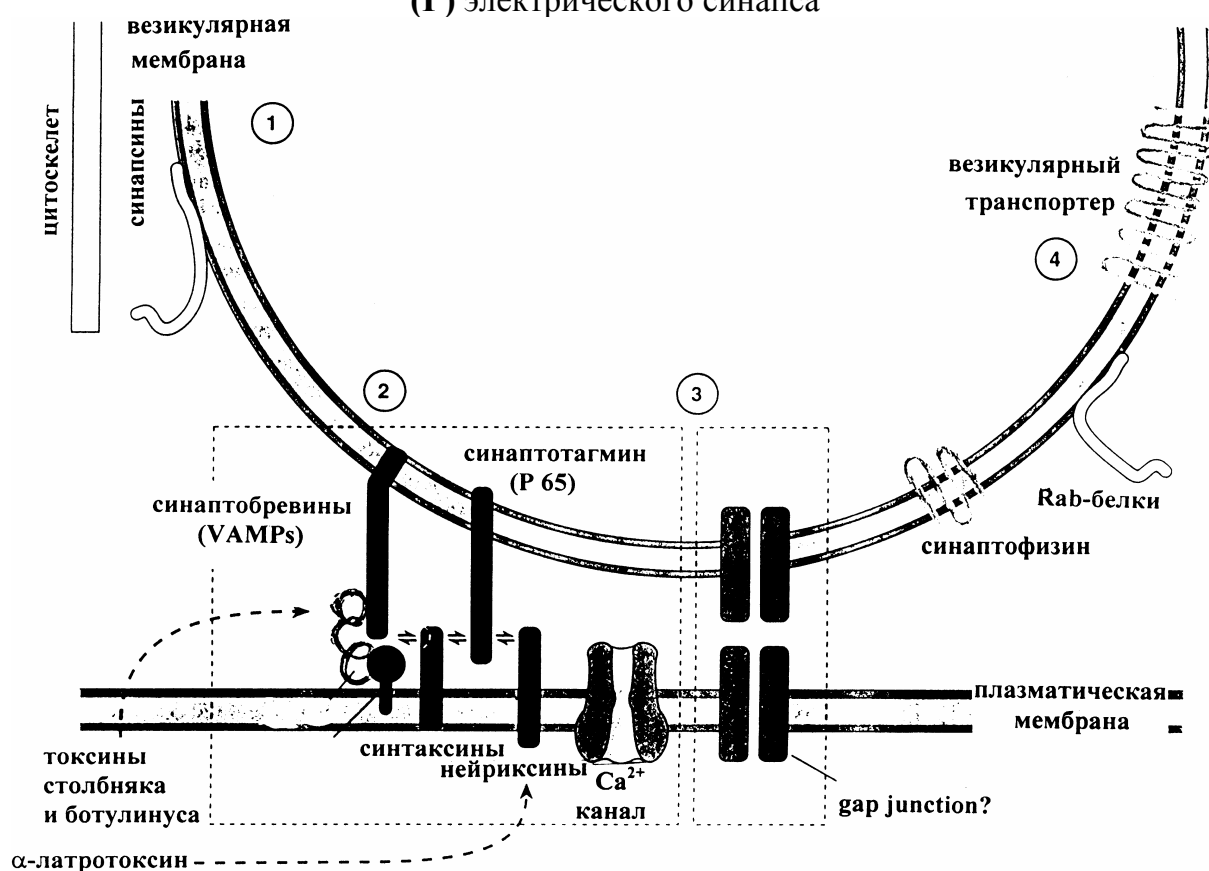 (Г) электрического синапса
везикулярная
мембрана
цитоскелет
синапсины
1
везикулярный
транспортер
4
2
3
синаптотагмин
(P 65)
синаптобревины
(VAMPs)
Rab-белки
синаптофизин
плазматическая
мембрана
синтаксины
нейриксины
Ca²⁺
канал
gap junction?
токсины
столбняка
и ботулинуса
α-латротоксин